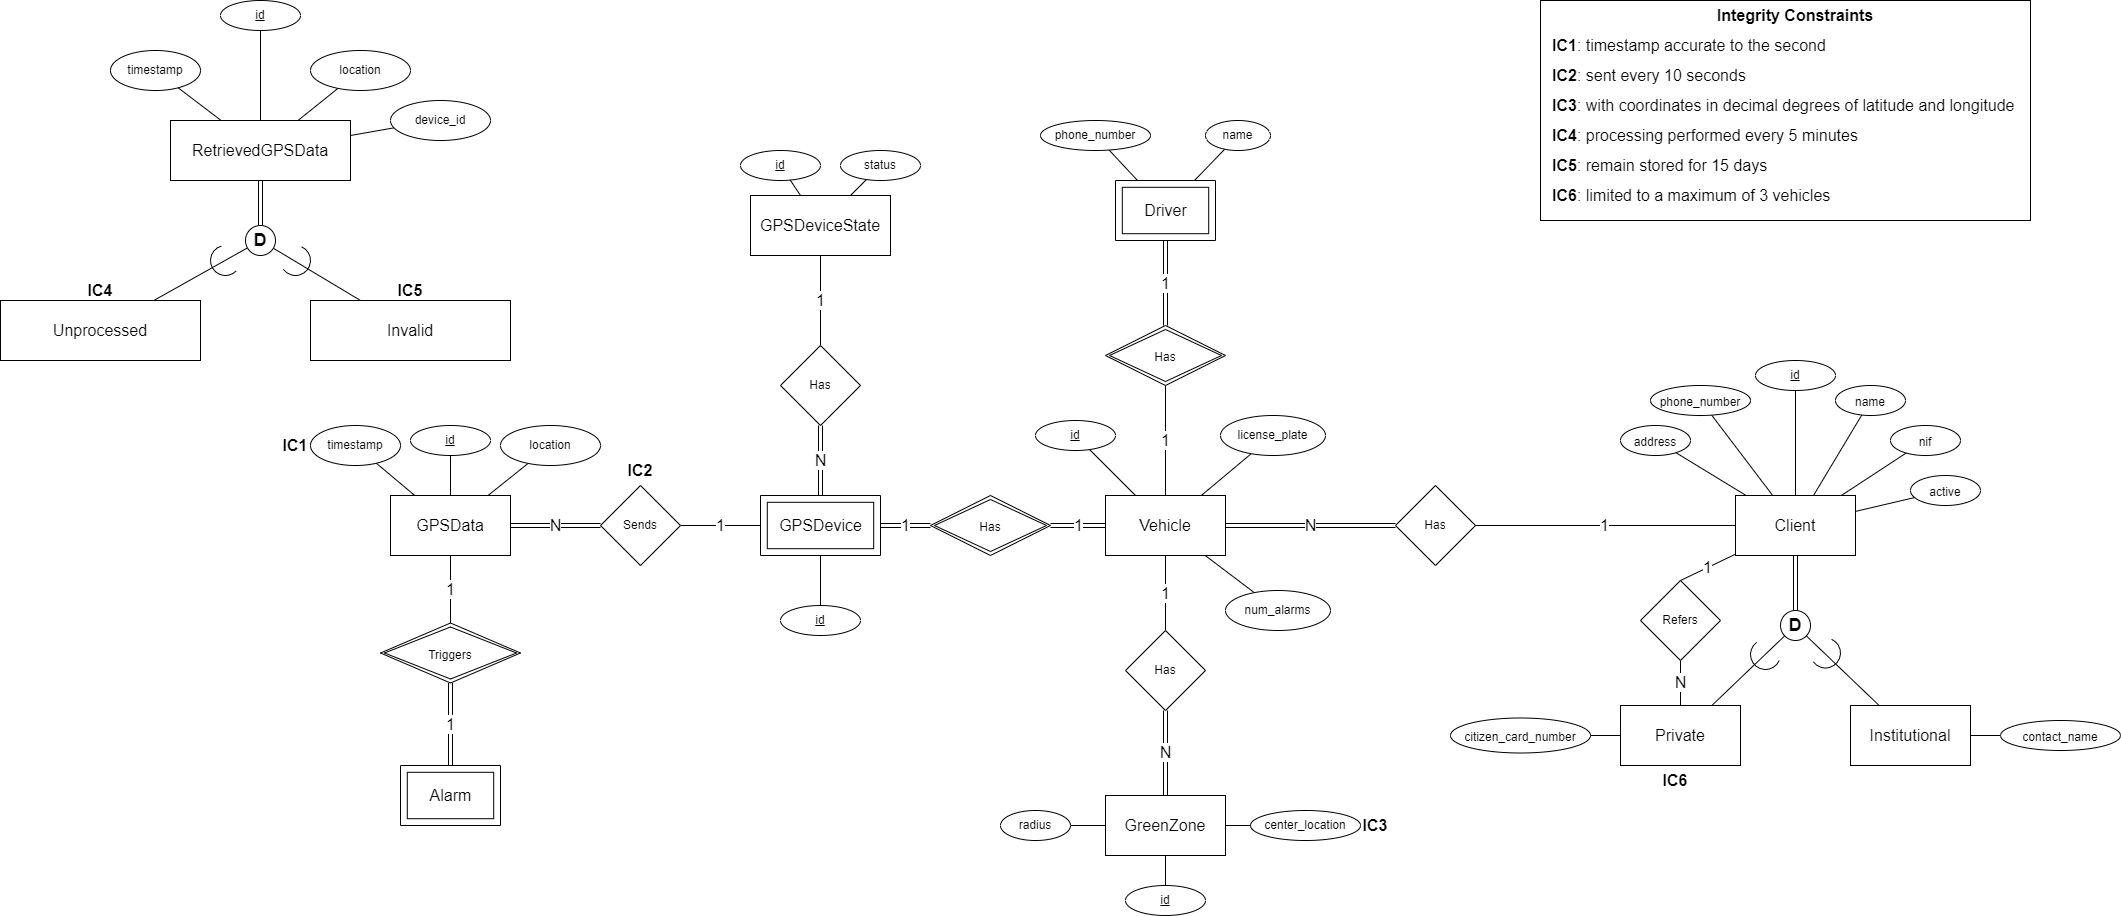 id
timestamp
location
device_id
RetrievedGPSData
D
IC4
IC5
Unprocessed
Invalid
Integrity Constraints
IC1: timestamp accurate to the second
IC2: sent every 10 seconds
IC3: with coordinates in decimal degrees of latitude and longitude
IC4: processing performed every 5 minutes
IC5: remain stored for 15 days
IC6: limited to a maximum of 3 vehicles
phone_number
name
Driver
1
Has
1
id
status
GPSDeviceState
1
Has
N
IC1
timestamp
id
location
IC2
GPSData
N
Sends
1
GPSDevice
1
Has
1
id
id
license_plate
Vehicle
num_alarms
N
Has
1
id
phone_number
name
address
nif
active
Client
1
Triggers
1
Alarm
1
Has
N
GreenZone
radius
center_location
IC3
id
1
Refers
N
D
citizen_card_number
Private
IC6
Institutional
contact_name